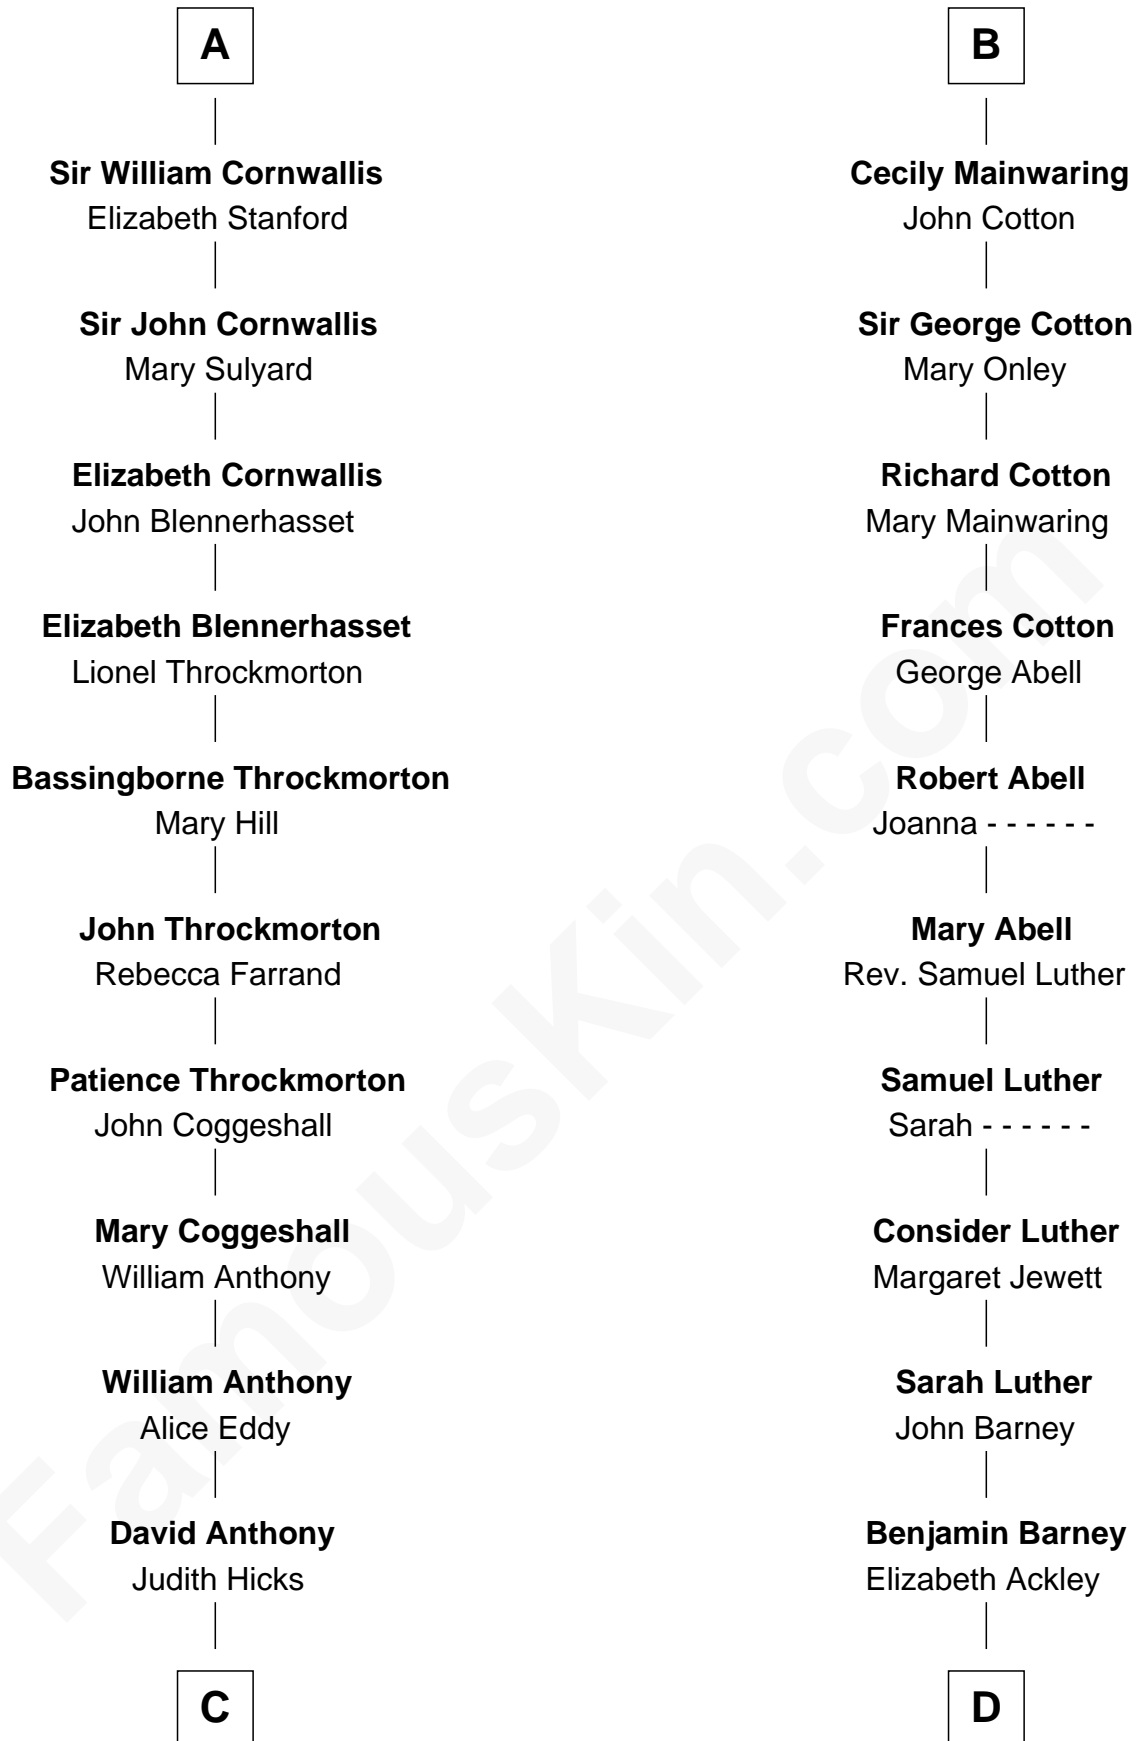 A
Sir William Cornwallis
Elizabeth Stanford
Sir John Cornwallis
Mary Sulyard
Elizabeth Cornwallis
John Blennerhasset
Elizabeth Blennerhasset
Lionel Throckmorton
Bassingborne Throckmorton
Mary Hill
John Throckmorton
Rebecca Farrand
Patience Throckmorton
John Coggeshall
Mary Coggeshall
William Anthony
William Anthony
Alice Eddy
David Anthony
Judith Hicks
C
B
Cecily Mainwaring
John Cotton
Sir George Cotton
Mary Onley
Richard Cotton
Mary Mainwaring
Frances Cotton
George Abell
Robert Abell
Joanna - - - - - -
Mary Abell
Rev. Samuel Luther
Samuel Luther
Sarah - - - - - -
Consider Luther
Margaret Jewett
Sarah Luther
John Barney
Benjamin Barney
Elizabeth Ackley
D
FamousKin.com